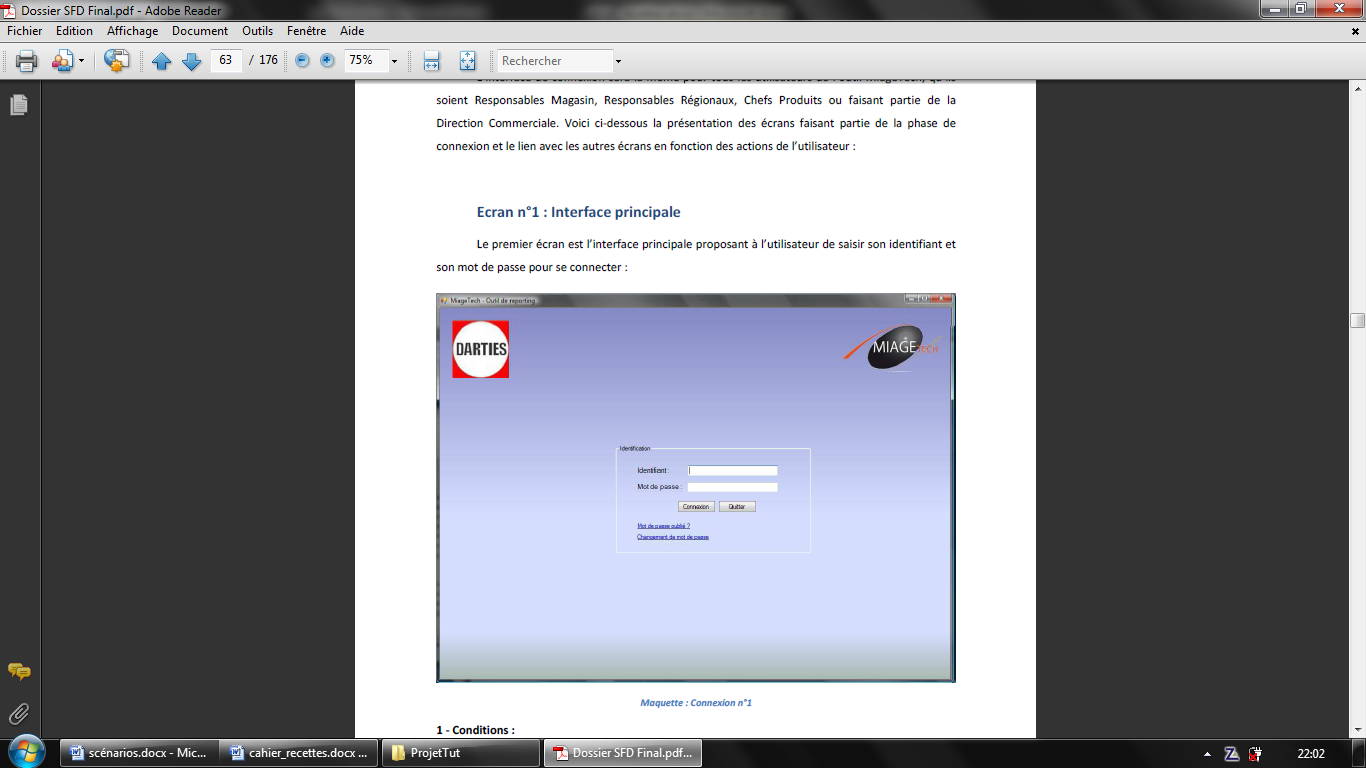 Dossier SFD Final.pdf - Adobe Reader
Fichier Edition Affichage Document Outils Fenêtre Aide
63 / 176 75% Rechercher
soient Responsables Magasin, Responsables Régionaux, Chefs Produits ou faisant partie de la
Direction Commerciale. Voici ci-dessous la présentation des écrans faisant partie de la phase de
connexion et le lien avec les autres écrans en fonction des actions de l'utilisateur :
Ecran n°1 : Interface principale
Le premier écran est l'interface principale proposant à l'utilisateur de saisir son identifiant et
son mot de passe pour se connecter :
MiageTech - Outil de reporting
DARTIES
MIAGETECH
Identification
Identifiant :
Mot de passe :
Connexion Quitter
Mot de passe oublié ?
Changement de mot de passe
Maquette : Connexion n°1
1 - Conditions :
scénarios.docx - Mic... cahier_recettes.docx ... ProjetTut Dossier SFD Final.pdf... 22:02